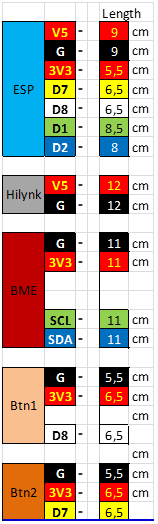 Length
V5 - 9 cm
G - 9 cm
3V3 - 5,5 cm
ESP D7 - 6,5 cm
D8 - 6,5 cm
D1 - 8,5 cm
D2 - 8 cm
Hilynk V5 - 12 cm
G - 12 cm
G - 11 cm
3V3 - 11 cm
BME
SCL - 11 cm
SDA - 11 cm
G - 5,5 cm
3V3 - 6,5 cm
Btn1 cm
D8 - 6,5 cm
cm
G - 5,5 cm
Btn2 3V3 - 6,5 cm
D7 - 6,5 cm